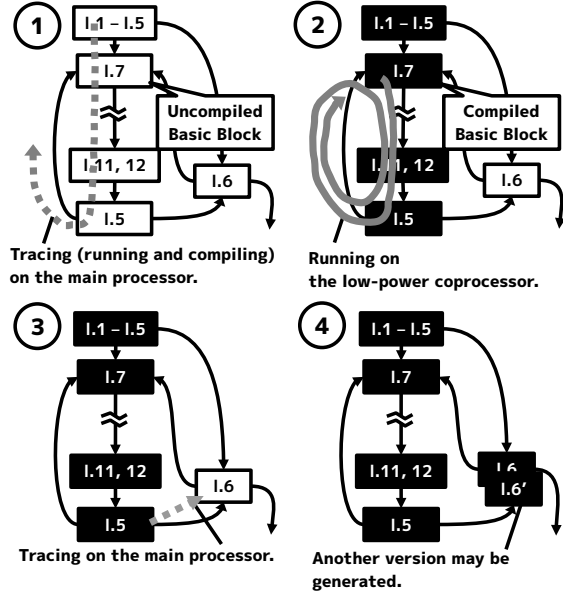 1
l.1 – l.5
l.7
Uncompiled
Basic Block
l.11, 12
l.6
l.5
Tracing (running and compiling)
on the main processor.
2
l.1 – l.5
l.7
Compiled
Basic Block
l.11, 12
l.6
l.5
Running on
the low-power coprocessor.
3
l.1 – l.5
l.7
l.11, 12
l.6
l.5
Tracing on the main processor.
4
l.1 – l.5
l.7
l.11, 12
l.6
l.6’
l.5
Another version may be
generated.